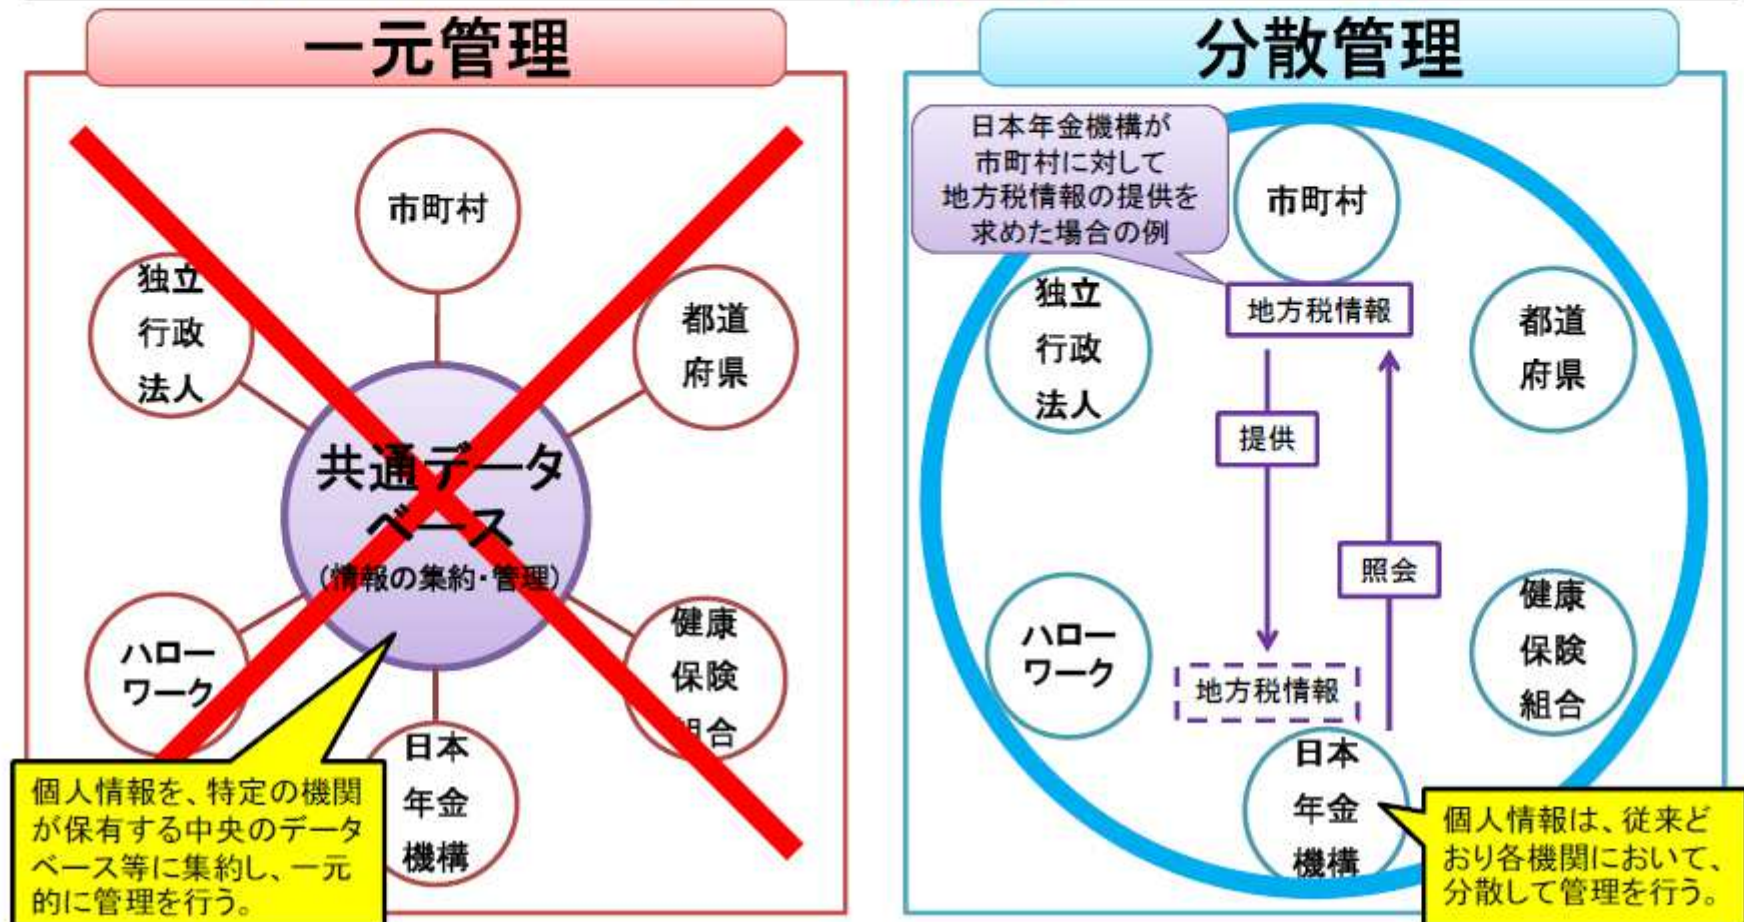 一元管理
市町村
独立
行政
法人
都道
府県
共通データ
ベース
(情報の集約・管理)
ハロー
ワーク
健康
保険
組合
日本
年金
機構
個人情報を、特定の機関
が保有する中央のデータ
ベース等に集約し、一元
的に管理を行う。
分散管理
日本年金機構が
市町村に対して
地方税情報の提供を
求めた場合の例
市町村
独立
行政
法人
地方税情報
都道
府県
提供
照会
ハロー
ワーク
地方税情報
健康
保険
組合
日本
年金
機構
個人情報は、従来ど
おり各機関において、
分散して管理を行う。